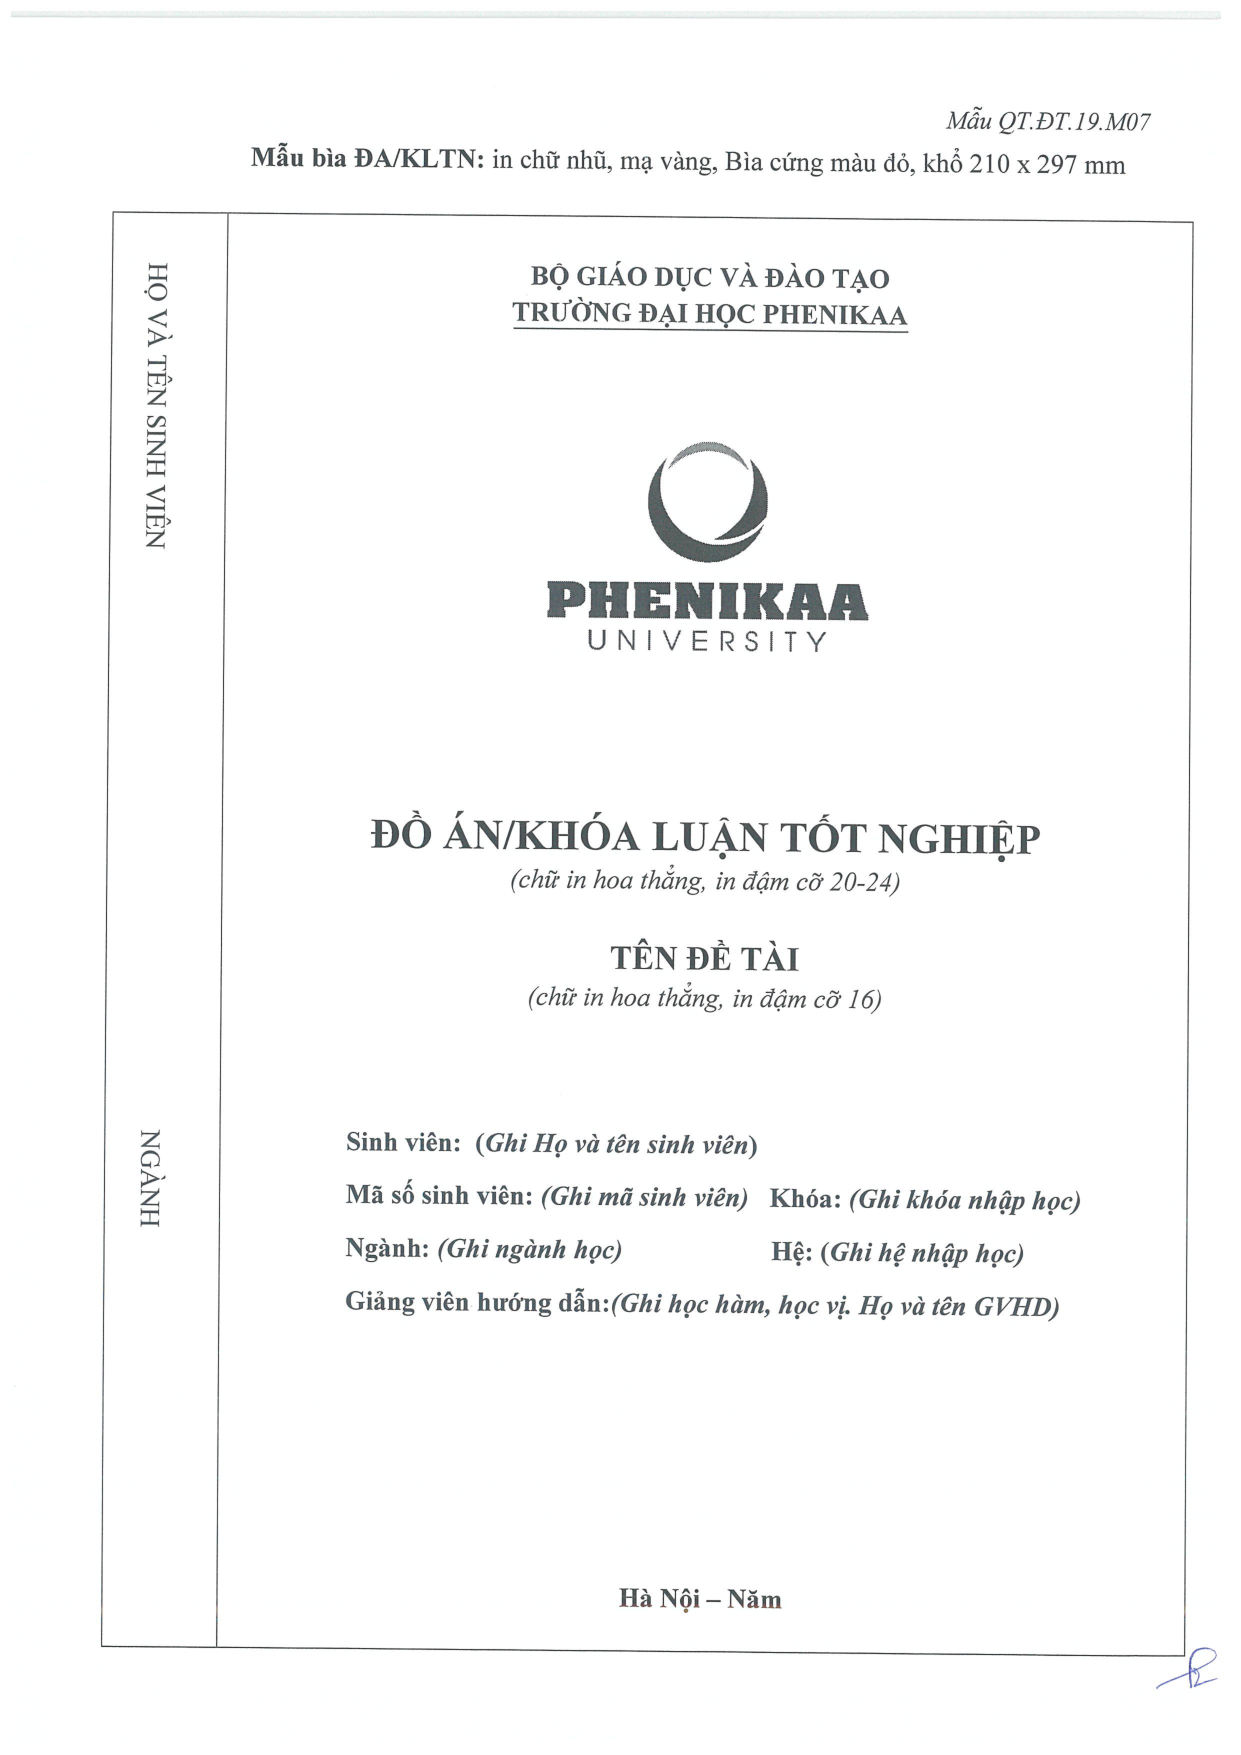 Mẫu QT.ĐT.19.M07
Mẫu bìa ĐA/KLTN: in chữ nhũ, mạ vàng, Bìa cứng màu đỏ, khổ 210 x 297 mm
HỌ VÀ TÊN SINH VIÊN
NGÀNH
BỘ GIÁO DỤC VÀ ĐÀO TẠO
TRƯỜNG ĐẠI HỌC PHENIKAA
PHENIKAA
UNIVERSITY
ĐỒ ÁN/KHÓA LUẬN TỐT NGHIỆP
(chữ in hoa thẳng, in đậm cỡ 20-24)
TÊN ĐỀ TÀI
(chữ in hoa thẳng, in đậm cỡ 16)
Sinh viên: (Ghi Họ và tên sinh viên)
Mã số sinh viên: (Ghi mã sinh viên) Khóa: (Ghi khóa nhập học)
Ngành: (Ghi ngành học) Hệ: (Ghi hệ nhập học)
Giảng viên hướng dẫn:(Ghi học hàm, học vị. Họ và tên GVHD)
Hà Nội – Năm